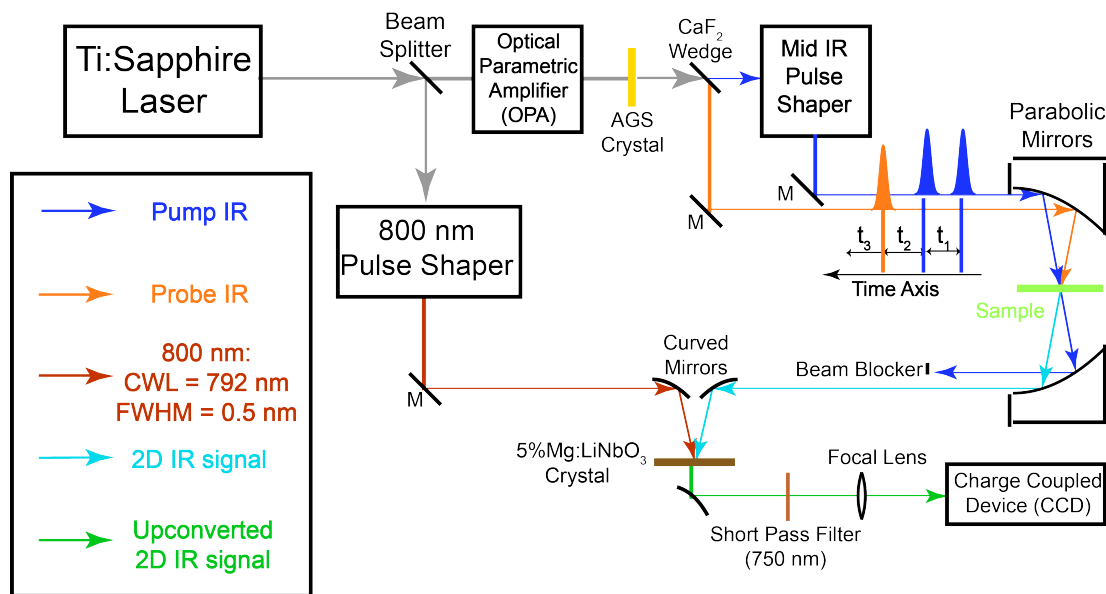 Ti:Sapphire
Laser
Beam
Splitter
Optical
Parametric
Amplifier
(OPA)
AGS
Crystal
CaF₂
Wedge
Mid IR
Pulse
Shaper
Parabolic
Mirrors
M
M
t₃
t₂
t₁
Time Axis
Sample
800 nm
Pulse Shaper
M
Pump IR
Probe IR
800 nm:
CWL = 792 nm
FWHM = 0.5 nm
2D IR signal
Upconverted
2D IR signal
Curved
Mirrors
Beam Blocker
5%Mg:LiNbO₃
Crystal
Focal Lens
Short Pass Filter
(750 nm)
Charge Coupled
Device (CCD)